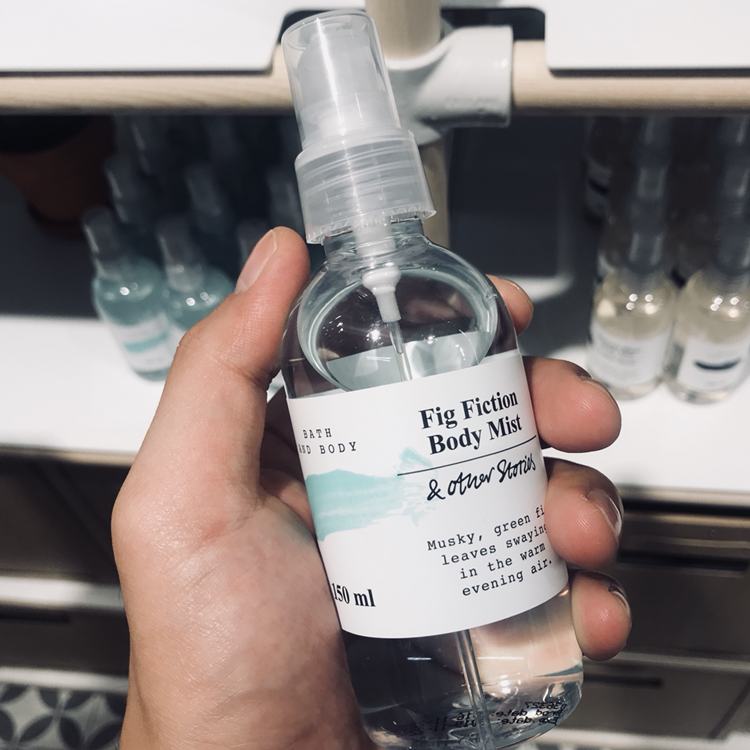 BATH
AND BODY
Fig Fiction
Body Mist
& other Stories
Musky, green fi
leaves swaying
in the warm
evening air.
150 ml